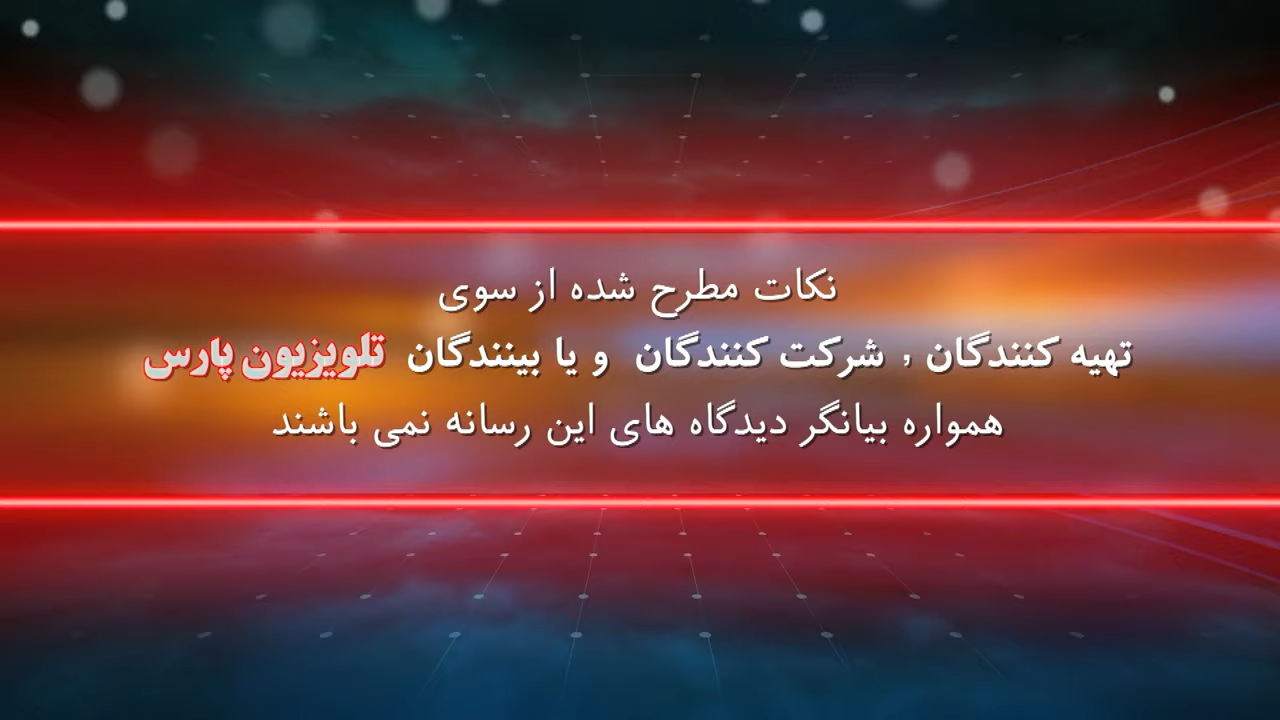 نکات مطرح شده از سوی
تهیه کنندگان , شرکت کنندگان و یا بینندگان تلویزیون پارس
همواره بیانگر دیدگاه های این رسانه نمی باشند